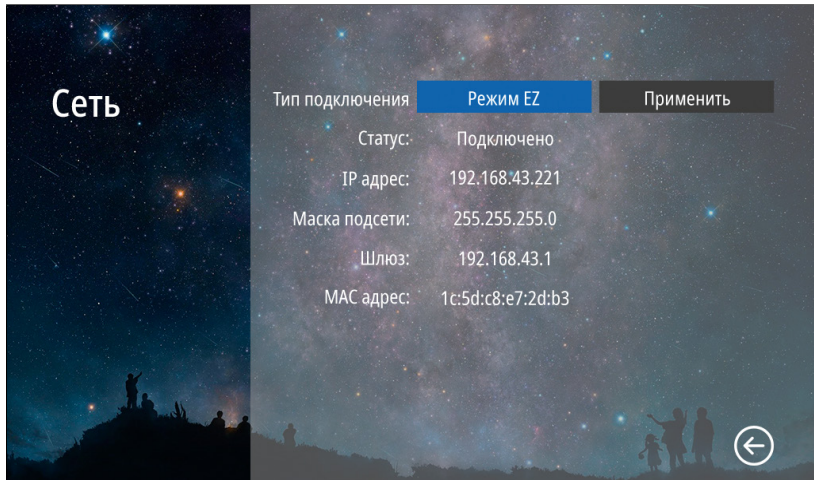 Сеть
Тип подключения Режим EZ Применить
Статус: Подключено
IP адрес: 192.168.43.221
Маска подсети: 255.255.255.0
Шлюз: 192.168.43.1
MAC адрес: 1c:5d:c8:e7:2d:b3